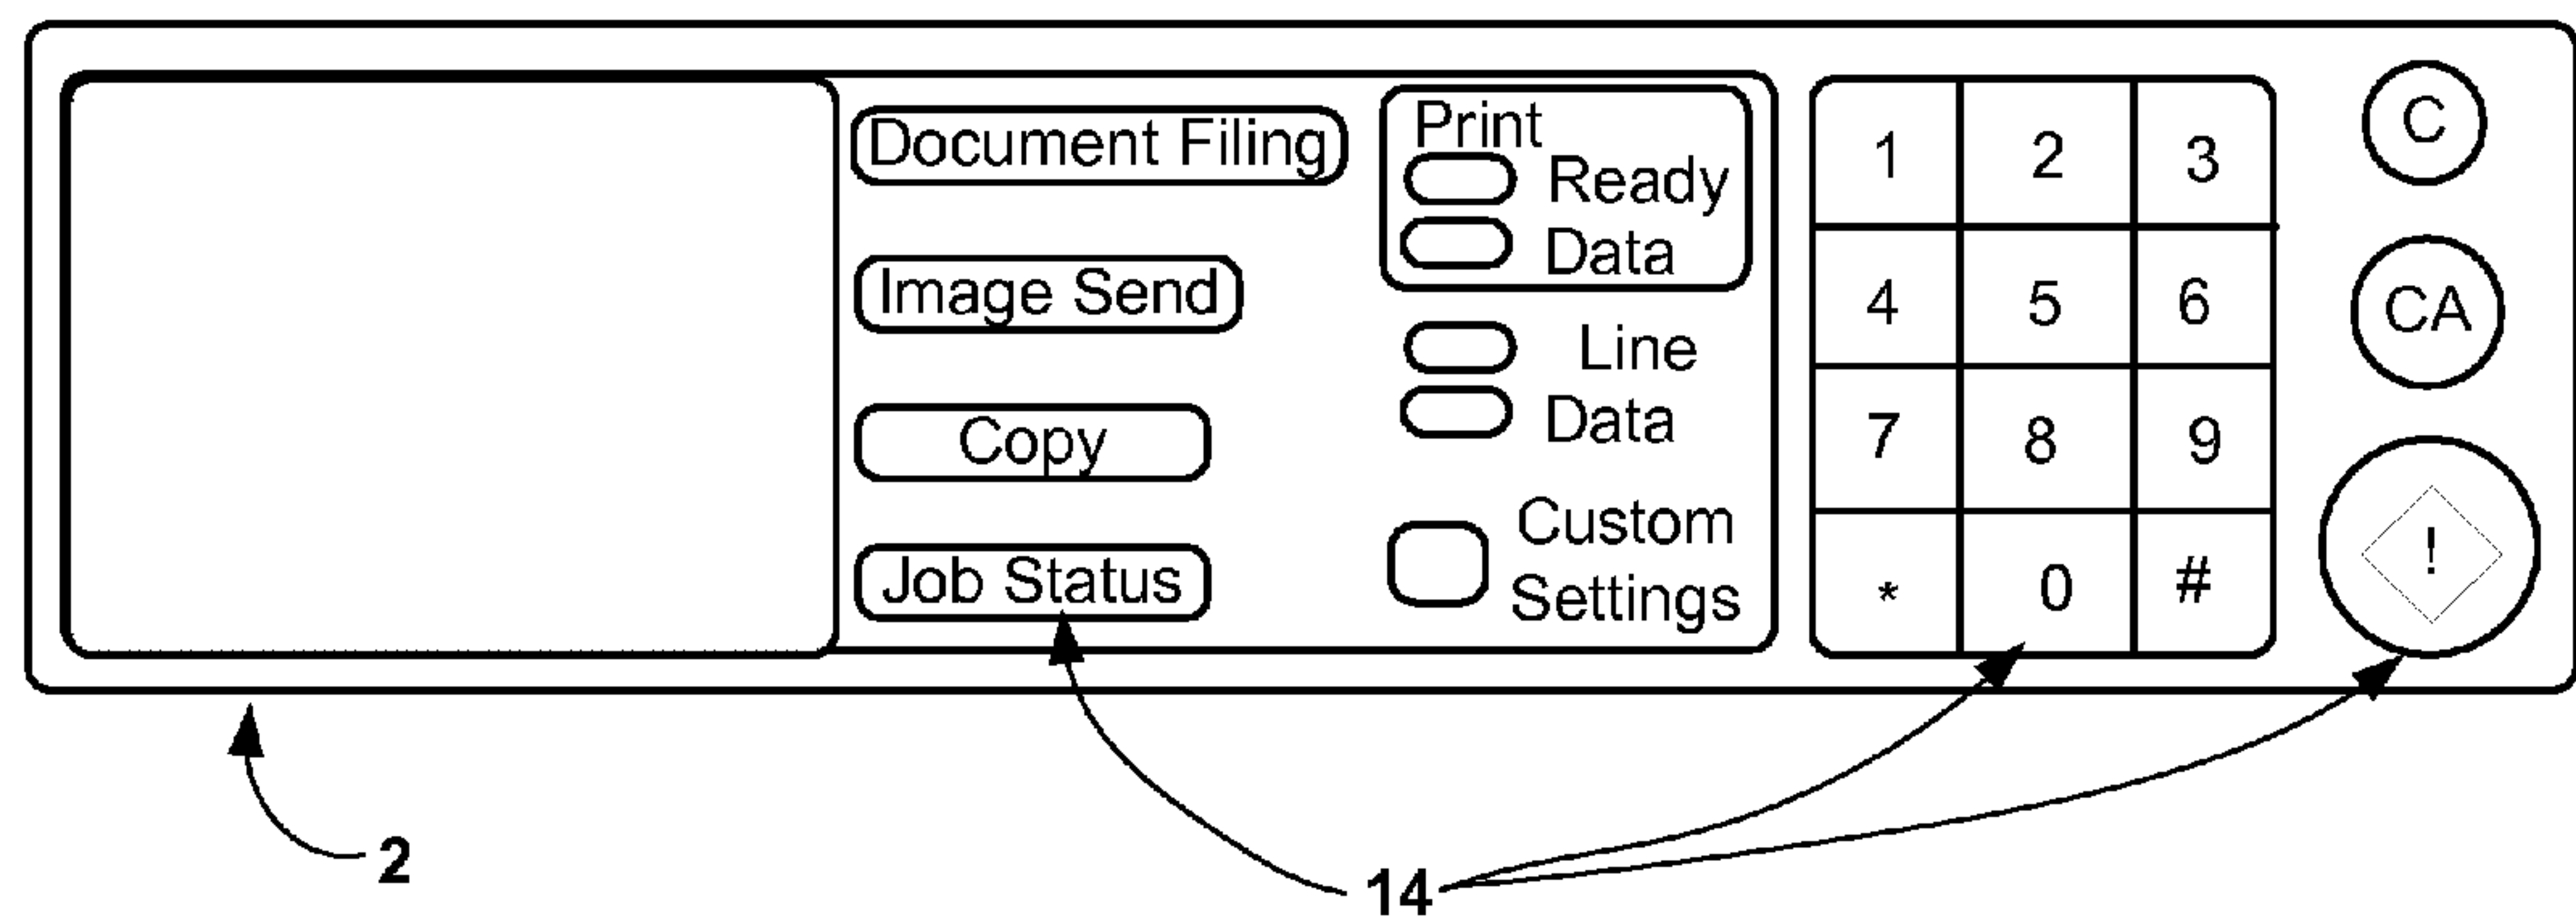 Document Filing
Image Send
Copy
Job Status
Print
Ready
Data
Line
Data
Custom
Settings
1 2 3
4 5 6
7 8 9
* 0 #
C
CA
!
2
14